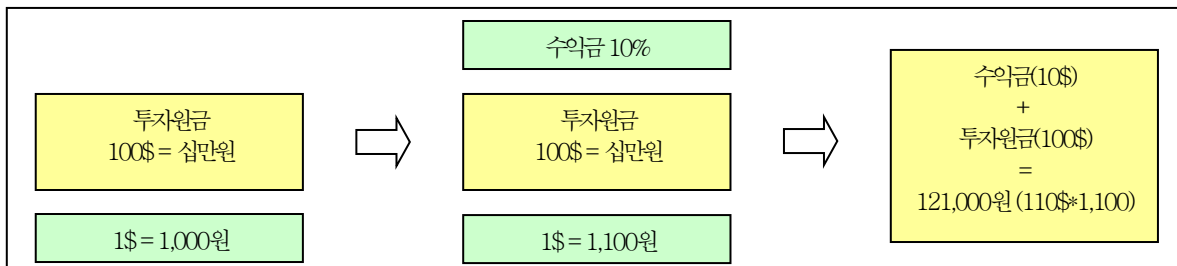 투자원금
100$ = 십만원
1$ = 1,000원
수익금 10%
투자원금
100$ = 십만원
1$ = 1,100원
수익금(10$)
+
투자원금(100$)
=
121,000원 (110$*1,100)